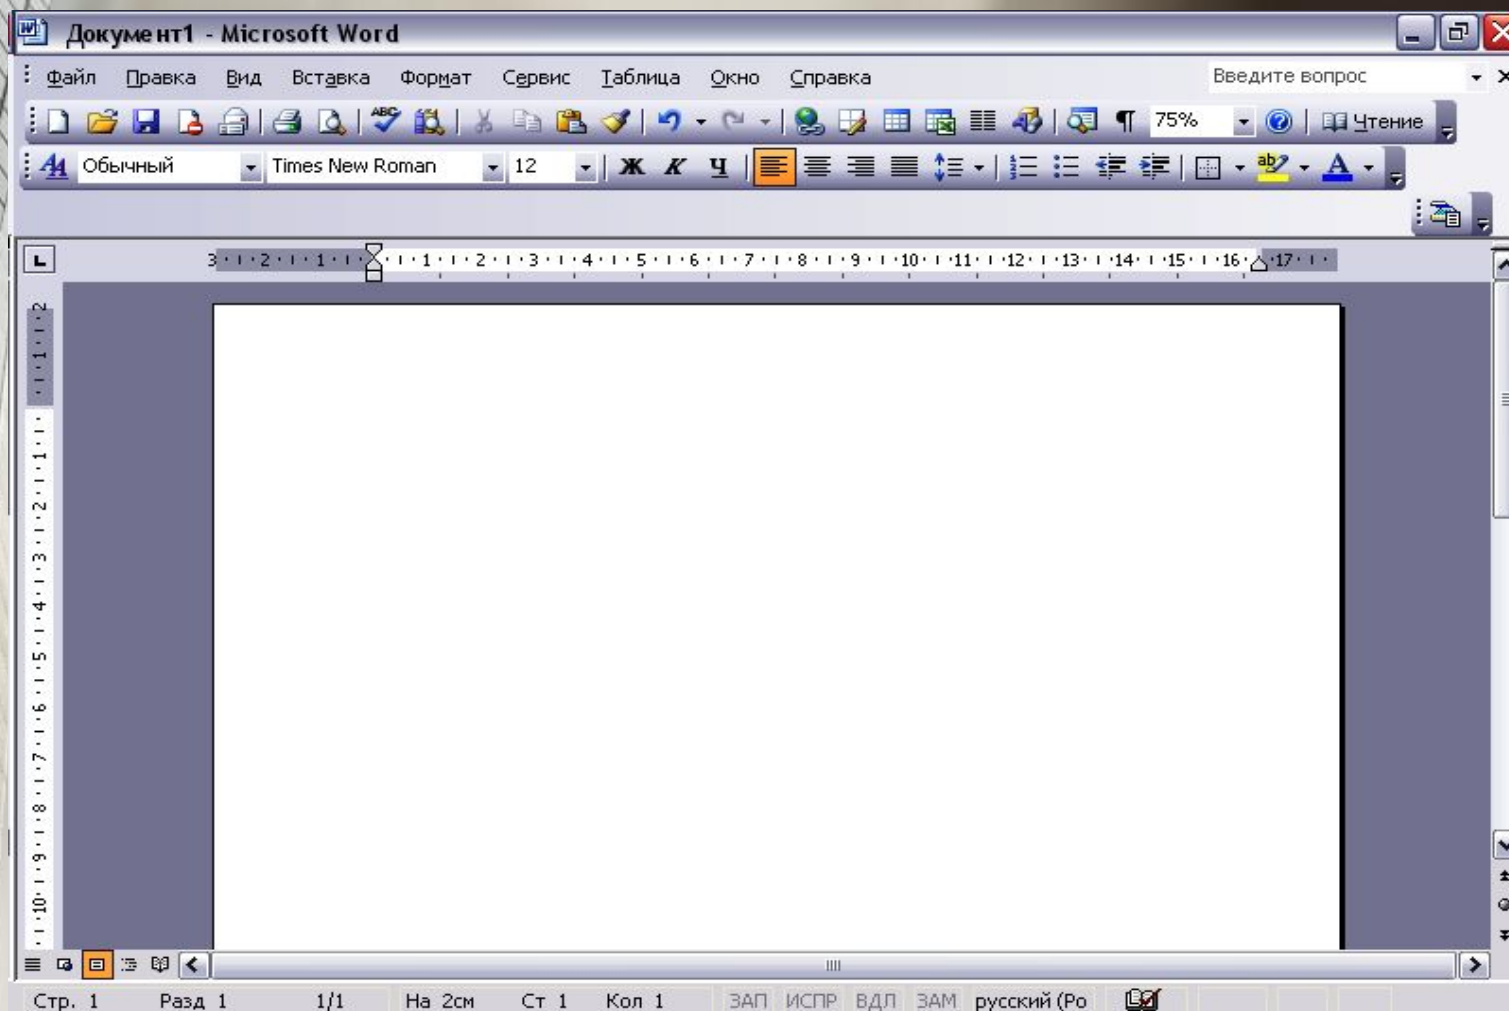 Документ1 - Microsoft Word
Файл Правка Вид Вставка Формат Сервис Таблица Окно Справка Введите вопрос
ABC ¶ 75% Чтение
Обычный Times New Roman 12 Ж К Ч ab A
3 2 1 1 2 3 4 5 6 7 8 9 10 11 12 13 14 15 16 17
2
1
1
2
3
4
5
6
7
8
9
10
Стр. 1 Разд 1 1/1 На 2см Ст 1 Кол 1 ЗАП ИСПР ВДЛ ЗАМ русский (Ро